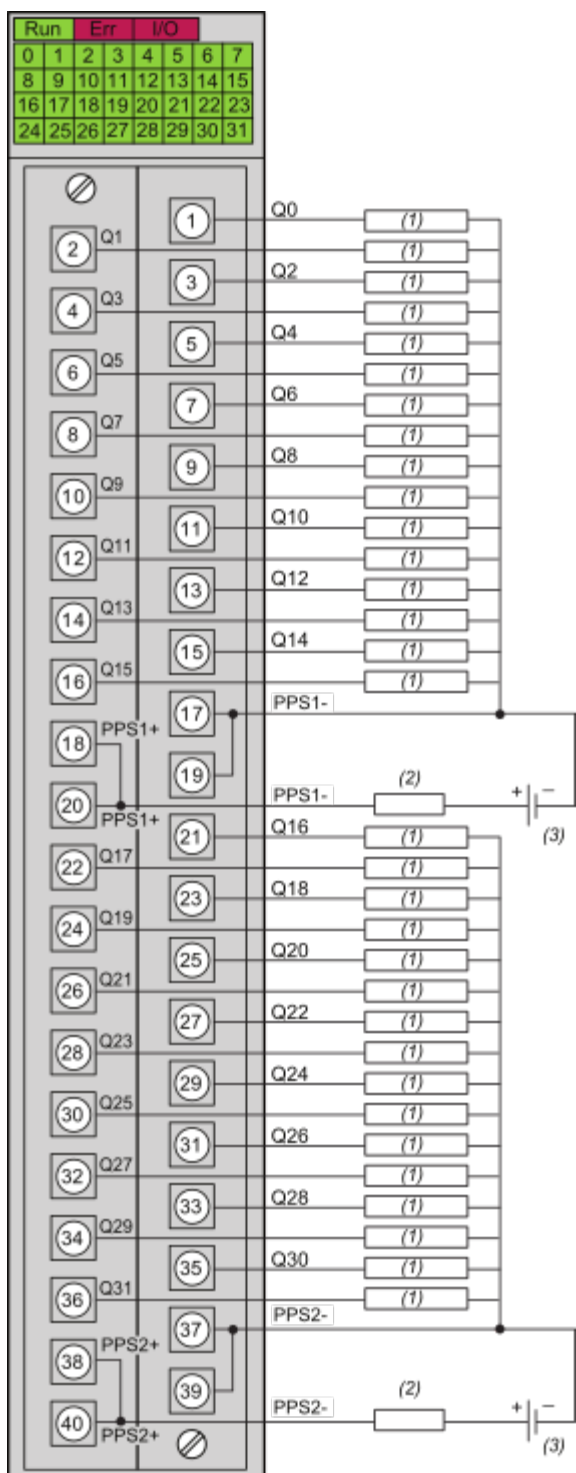 Run Err I/O
0 1 2 3 4 5 6 7
8 9 10 11 12 13 14 15
16 17 18 19 20 21 22 23
24 25 26 27 28 29 30 31
1 Q0 (1)
2 Q1 (1)
3 Q2 (1)
4 Q3 (1)
5 Q4 (1)
6 Q5 (1)
7 Q6 (1)
8 Q7 (1)
9 Q8 (1)
10 Q9 (1)
11 Q10 (1)
12 Q11 (1)
13 Q12 (1)
14 Q13 (1)
15 Q14 (1)
16 Q15 (1)
17 PPS1-
18 PPS1+
19
(2)
20 PPS1+ PPS1- + –
(3)
21 Q16 (1)
22 Q17 (1)
23 Q18 (1)
24 Q19 (1)
25 Q20 (1)
26 Q21 (1)
27 Q22 (1)
28 Q23 (1)
29 Q24 (1)
30 Q25 (1)
31 Q26 (1)
32 Q27 (1)
33 Q28 (1)
34 Q29 (1)
35 Q30 (1)
36 Q31 (1)
37 PPS2-
38 PPS2+
39
(2)
40 PPS2+ PPS2- + –
(3)